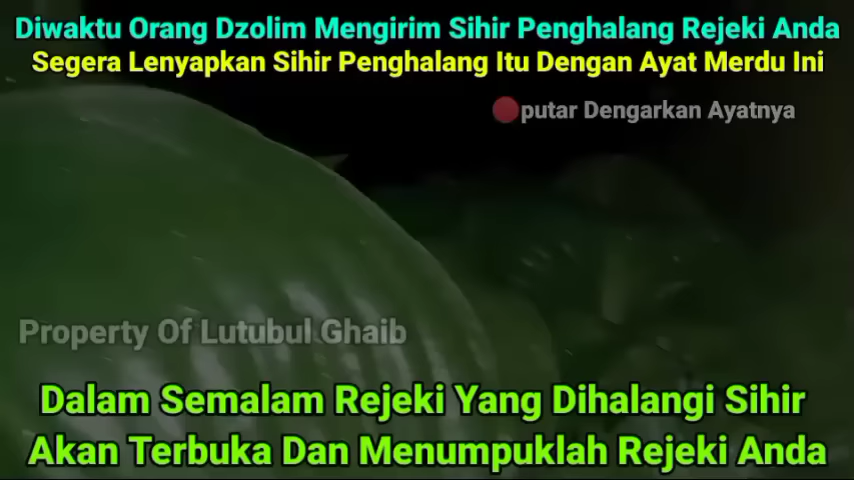 Diwaktu Orang Dzolim Mengirim Sihir Penghalang Rejeki Anda
Segera Lenyapkan Sihir Penghalang Itu Dengan Ayat Merdu Ini
putar Dengarkan Ayatnya
Property Of Lutubul Ghaib
Dalam Semalam Rejeki Yang Dihalangi Sihir
Akan Terbuka Dan Menumpuklah Rejeki Anda